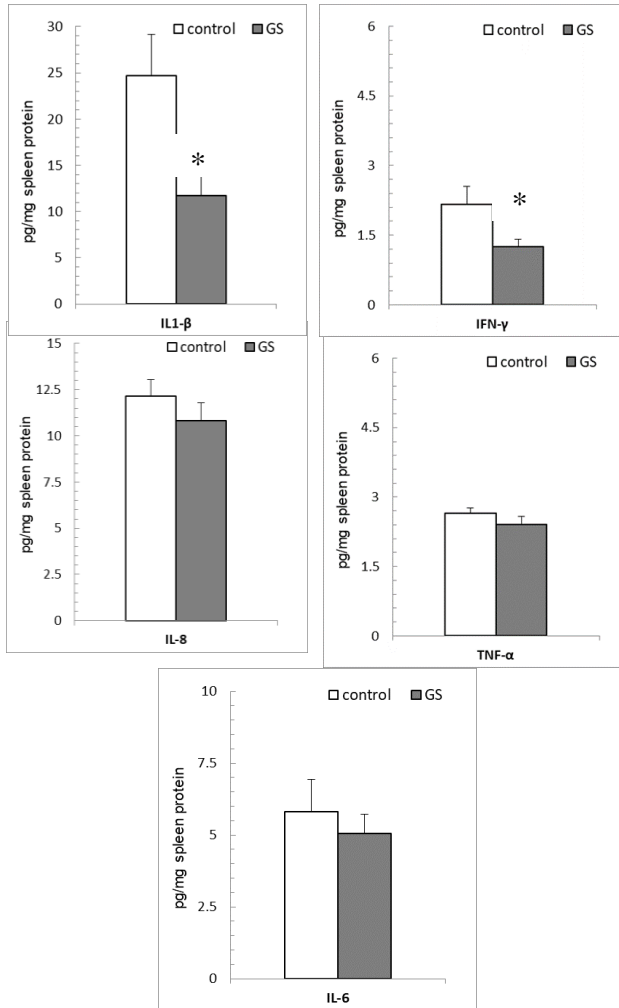 control GS
30
25
20
15
10
5
0
pg/mg spleen protein
*
IL1-β
control GS
6
4.5
3
1.5
0
pg/mg spleen protein
*
IFN-γ
control GS
15
12.5
10
7.5
5
2.5
0
pg/mg spleen protein
IL-8
control GS
6
4.5
3
1.5
0
pg/mg spleen protein
TNF-α
control GS
10
7.5
5
2.5
0
pg/mg spleen protein
IL-6